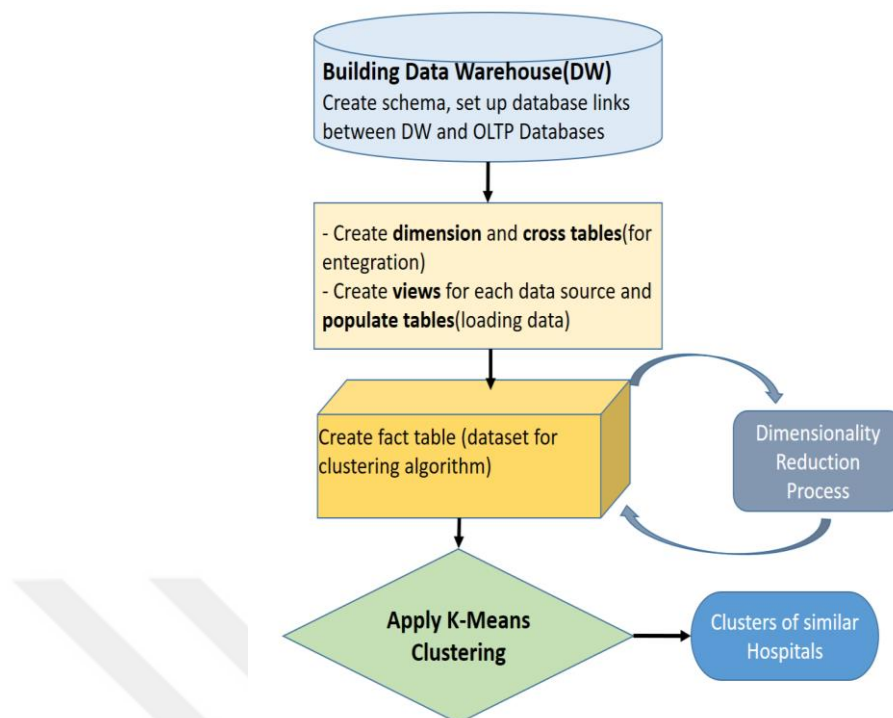 Building Data Warehouse(DW)
Create schema, set up database links
between DW and OLTP Databases
- Create dimension and cross tables(for
entegration)
- Create views for each data source and
populate tables(loading data)
Create fact table (dataset for
clustering algorithm)
Dimensionality
Reduction
Process
Apply K-Means
Clustering
Clusters of similar
Hospitals